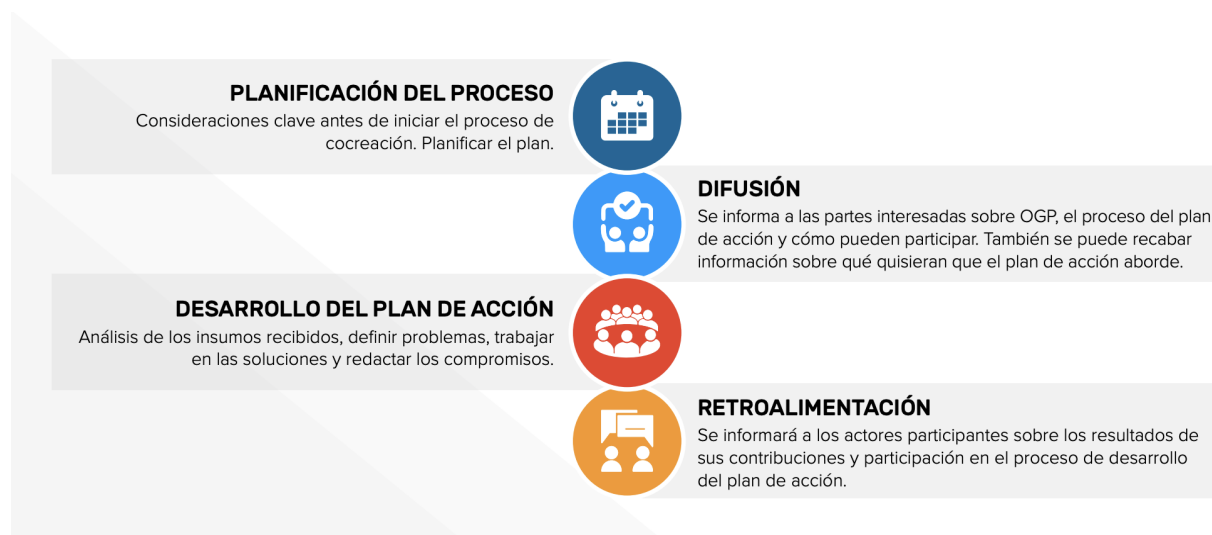 PLANIFICACIÓN DEL PROCESO
Consideraciones clave antes de iniciar el proceso de
cocreación. Planificar el plan.
DIFUSIÓN
Se informa a las partes interesadas sobre OGP, el proceso del plan
de acción y cómo pueden participar. También se puede recabar
información sobre qué quisieran que el plan de acción aborde.
DESARROLLO DEL PLAN DE ACCIÓN
Análisis de los insumos recibidos, definir problemas, trabajar
en las soluciones y redactar los compromisos.
RETROALIMENTACIÓN
Se informará a los actores participantes sobre los resultados de
sus contribuciones y participación en el proceso de desarrollo
del plan de acción.